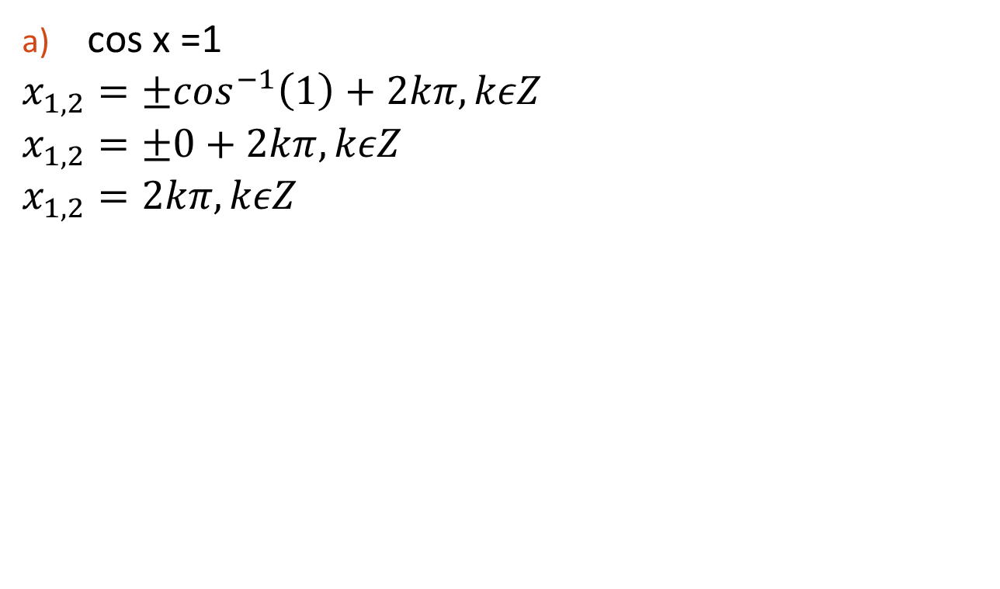 a) cos x =1
x₁,₂ = ±cos⁻¹(1) + 2kπ, kϵZ
x₁,₂ = ±0 + 2kπ, kϵZ
x₁,₂ = 2kπ, kϵZ